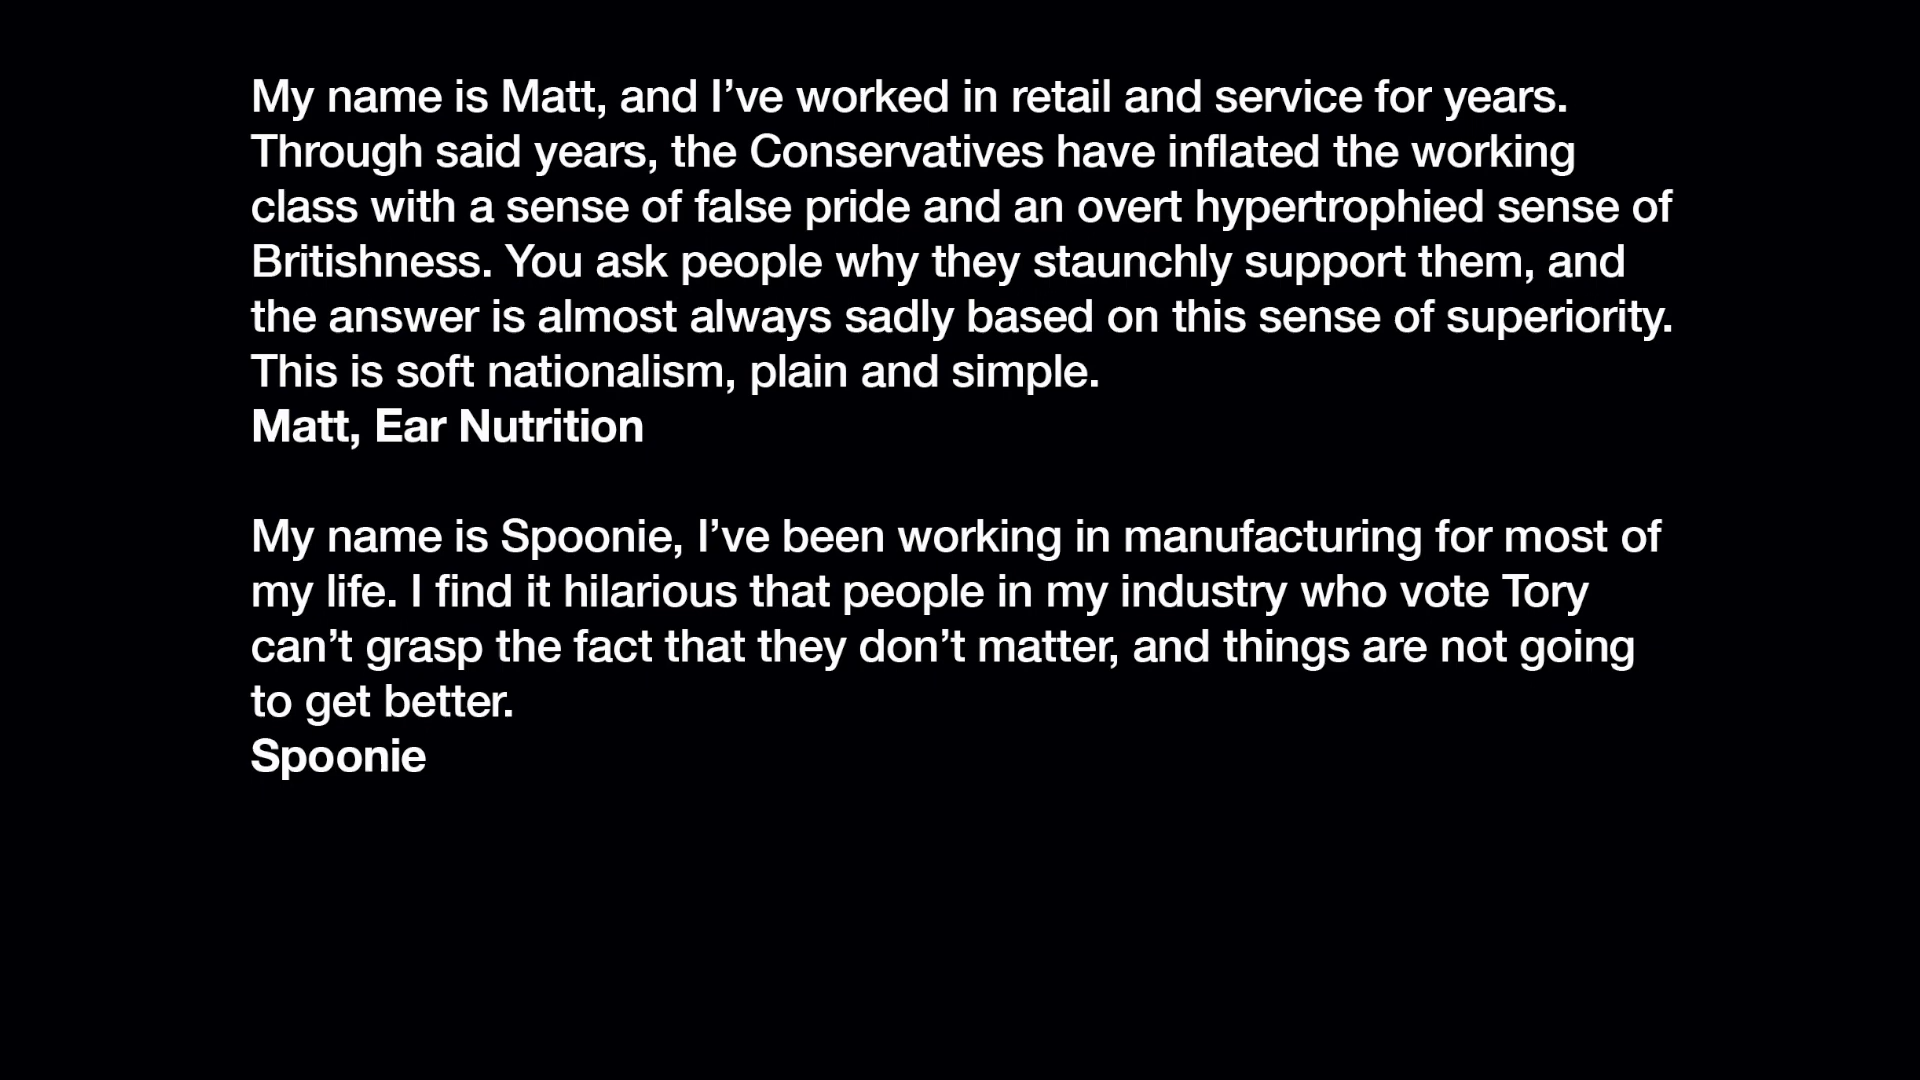 My name is Matt, and I’ve worked in retail and service for years.
Through said years, the Conservatives have inflated the working
class with a sense of false pride and an overt hypertrophied sense of
Britishness. You ask people why they staunchly support them, and
the answer is almost always sadly based on this sense of superiority.
This is soft nationalism, plain and simple.
Matt, Ear Nutrition
My name is Spoonie, I’ve been working in manufacturing for most of
my life. I find it hilarious that people in my industry who vote Tory
can’t grasp the fact that they don’t matter, and things are not going
to get better.
Spoonie